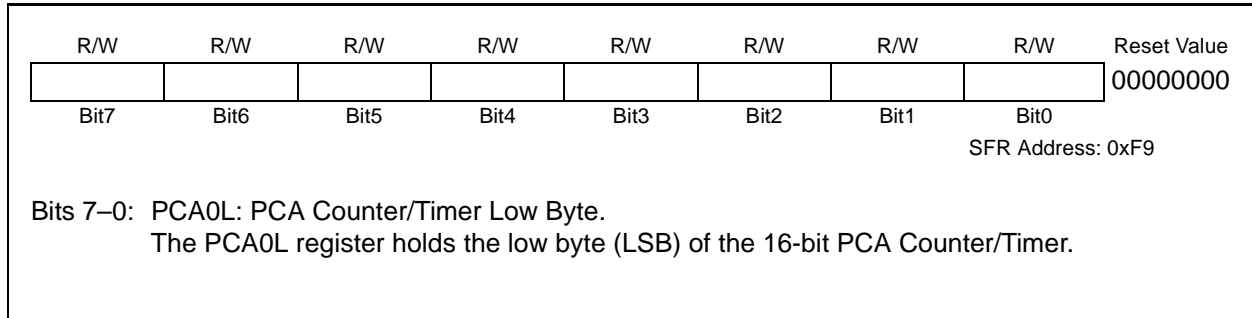 R/W R/W R/W R/W R/W R/W R/W R/W Reset Value
00000000
Bit7 Bit6 Bit5 Bit4 Bit3 Bit2 Bit1 Bit0
SFR Address: 0xF9
Bits 7–0: PCA0L: PCA Counter/Timer Low Byte.
The PCA0L register holds the low byte (LSB) of the 16-bit PCA Counter/Timer.